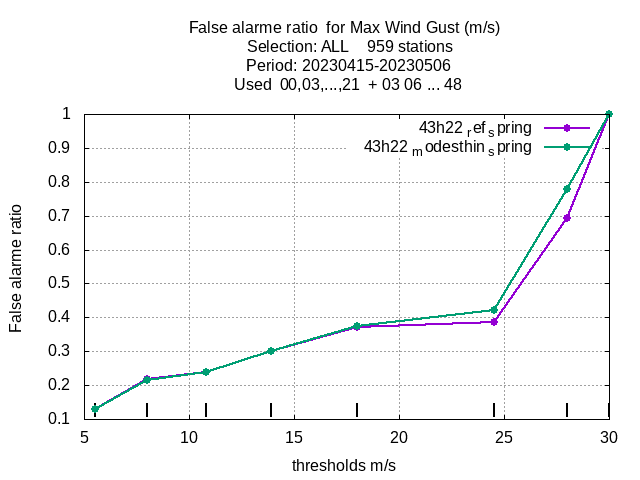 False alarme ratio  for Max Wind Gust (m/s)
Selection: ALL    959 stations
Period: 20230415-20230506
Used  00,03,...,21  + 03 06 ... 48
43h22 ref spring
43h22 modesthin spring
1
0.9
0.8
0.7
0.6
0.5
0.4
0.3
0.2
0.1
False alarme ratio
5 10 15 20 25 30
thresholds m/s